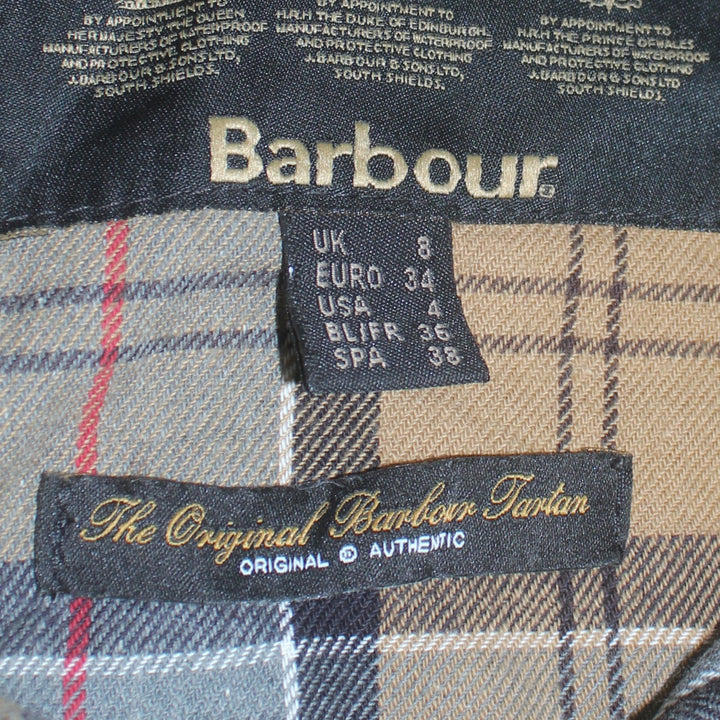 BY APPOINTMENT TO
HER MAJESTY THE QUEEN
MANUFACTURERS OF WATERPROOF
AND PROTECTIVE CLOTHING
J.BARBOUR & SONS LTD
SOUTH SHIELDS.
BY APPOINTMENT TO
H.R.H THE DUKE OF EDINBURGH.
MANUFACTURERS OF WATERPROOF
AND PROTECTIVE CLOTHING
J.BARBOUR & SONS LTD
SOUTH SHIELDS.
BY APPOINTMENT TO
H.R.H THE PRINCE OF WALES
MANUFACTURERS OF WATERPROOF
AND PROTECTIVE CLOTHING
J.BARBOUR & SONS LTD
SOUTH SHIELDS.
Barbour
UK 8
EURO 34
USA 4
BL/FR 36
SPA 38
The Original Barbour Tartan
ORIGINAL AUTHENTIC